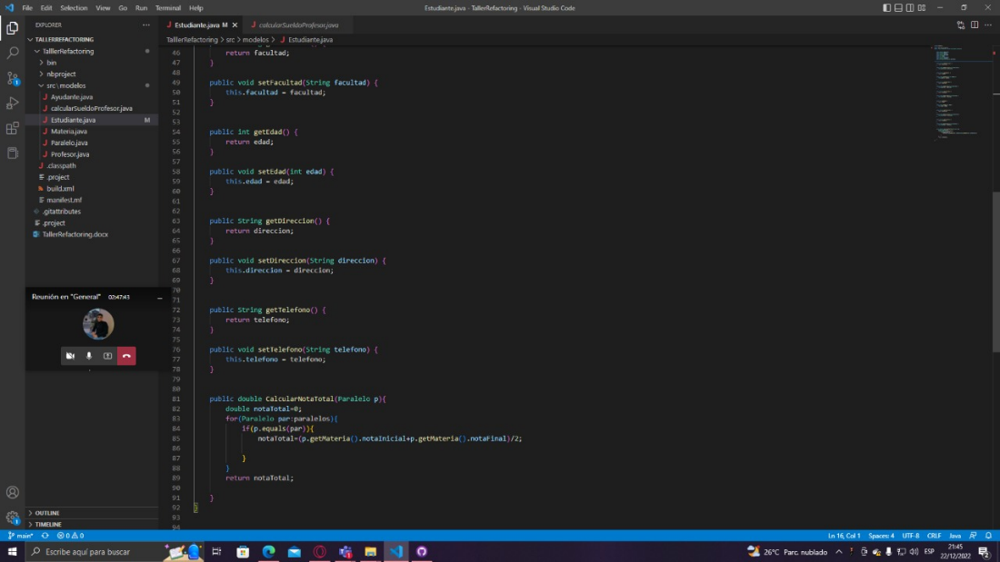 File Edit Selection View Go Run Terminal Help
Estudiante.java - TalllerRefactoring - Visual Studio Code
EXPLORER
Estudiante.java M
calcularSueldoProfesor.java
TALLERREFACTORING
TalllerRefactoring
bin
nbproject
src\modelos
Ayudante.java
calcularSueldoProfesor.java
Estudiante.java M
Materia.java
Paralelo.java
Profesor.java
.classpath
.project
build.xml
manifest.mf
.gitattributes
.project
TallerRefactoring.docx
Reunión en "General" 02:47:43
OUTLINE
TIMELINE
TalllerRefactoring > src > modelos > Estudiante.java
46 return facultad;
47 }
48
49 public void setFacultad(String facultad) {
50 this.facultad = facultad;
51 }
52
53
54 public int getEdad() {
55 return edad;
56 }
57
58 public void setEdad(int edad) {
59 this.edad = edad;
60 }
61
62
63 public String getDireccion() {
64 return direccion;
65 }
66
67 public void setDireccion(String direccion) {
68 this.direccion = direccion;
69 }
70
71
72 public String getTelefono() {
73 return telefono;
74 }
75
76 public void setTelefono(String telefono) {
77 this.telefono = telefono;
78 }
79
80
81 public double CalcularNotaTotal(Paralelo p){
82 double notaTotal=0;
83 for(Paralelo par:paralelos){
84 if(p.equals(par)){
85 notaTotal=(p.getMateria().notaInicial+p.getMateria().notaFinal)/2;
86
87 }
88 }
89 return notaTotal;
90
91 }
92 }
93
94
main* 0 0
Ln 16, Col 1 Spaces: 4 UTF-8 CRLF Java
Escribe aquí para buscar
26°C Parc. nublado
ESP
21:45
22/12/2022